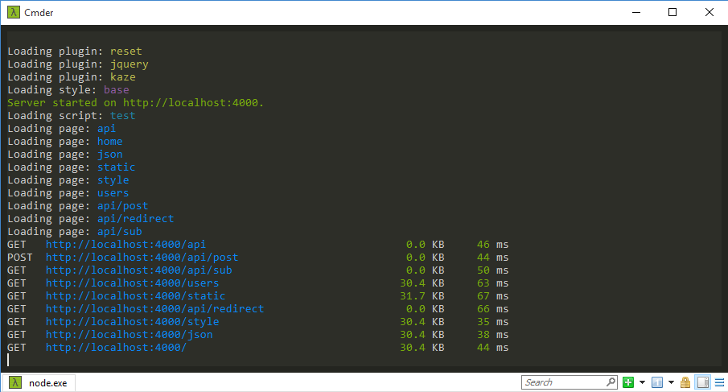 Cmder
Loading plugin: reset
Loading plugin: jquery
Loading plugin: kaze
Loading style: base
Server started on http://localhost:4000.
Loading script: test
Loading page: api
Loading page: home
Loading page: json
Loading page: static
Loading page: style
Loading page: users
Loading page: api/post
Loading page: api/redirect
Loading page: api/sub
GET http://localhost:4000/api 0.0 KB 46 ms
POST http://localhost:4000/api/post 0.0 KB 44 ms
GET http://localhost:4000/api/sub 0.0 KB 50 ms
GET http://localhost:4000/users 30.4 KB 63 ms
GET http://localhost:4000/static 31.7 KB 67 ms
GET http://localhost:4000/api/redirect 0.0 KB 66 ms
GET http://localhost:4000/style 30.4 KB 35 ms
GET http://localhost:4000/json 30.4 KB 38 ms
GET http://localhost:4000/ 30.4 KB 44 ms
node.exe Search